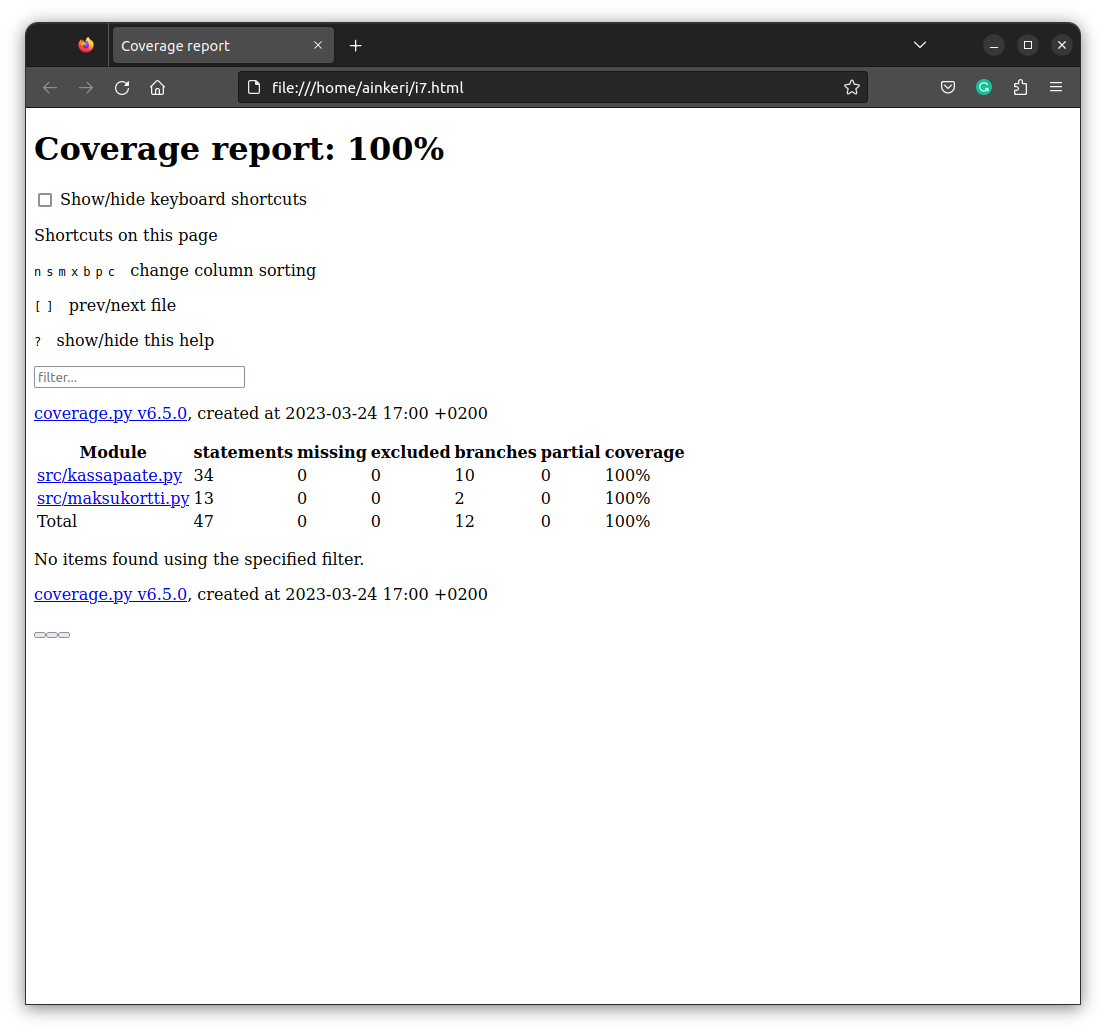 Coverage report
file:///home/ainkeri/i7.html
Coverage report: 100%
Show/hide keyboard shortcuts
Shortcuts on this page
n s m x b p c change column sorting
[ ] prev/next file
? show/hide this help
filter...
coverage.py v6.5.0, created at 2023-03-24 17:00 +0200
Module statements missing excluded branches partial coverage
src/kassapaate.py 34 0 0 10 0 100%
src/maksukortti.py 13 0 0 2 0 100%
Total 47 0 0 12 0 100%
No items found using the specified filter.
coverage.py v6.5.0, created at 2023-03-24 17:00 +0200